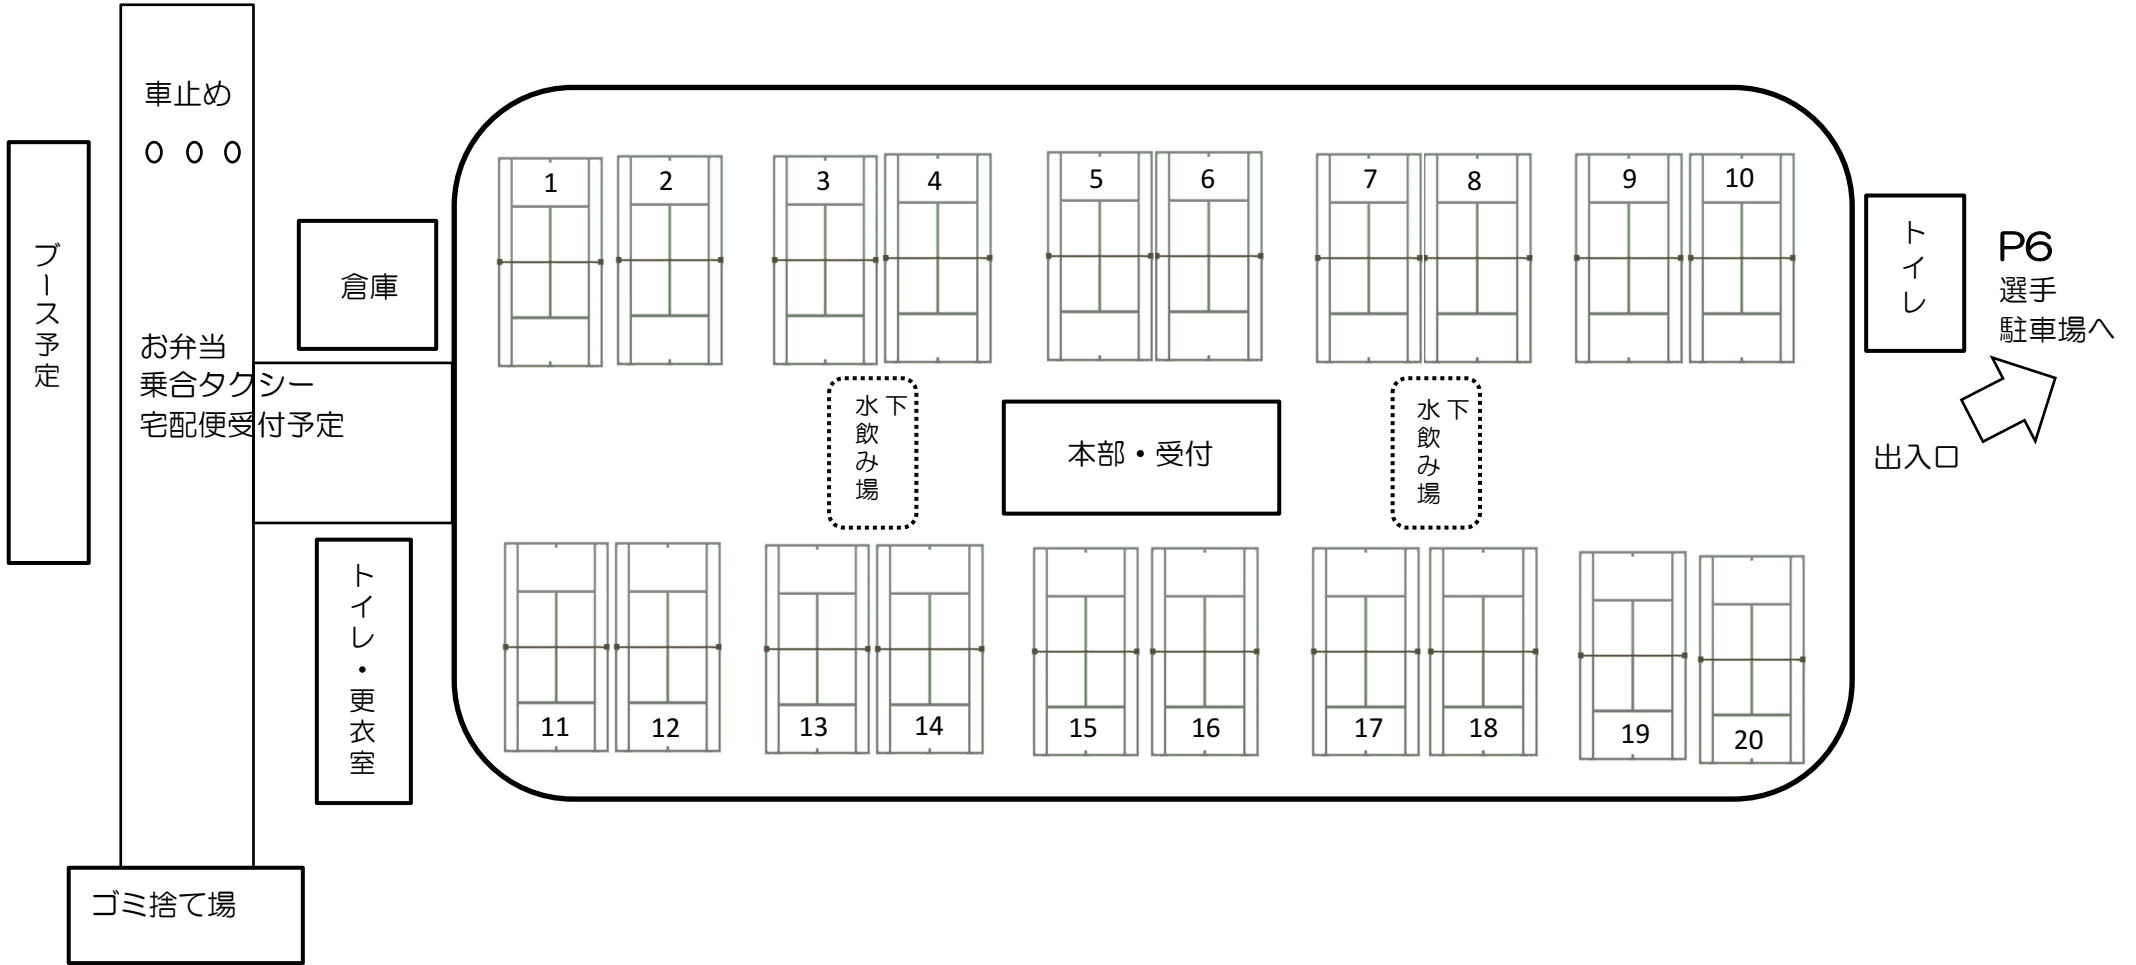 車止め
ブース予定
倉庫
お弁当
乗合タクシー
宅配便受付予定
トイレ・更衣室
ゴミ捨て場
1
2
3
4
5
6
7
8
9
10
下
水飲み場
本部・受付
下
水飲み場
11
12
13
14
15
16
17
18
19
20
トイレ
P6
選手
駐車場へ
出入口